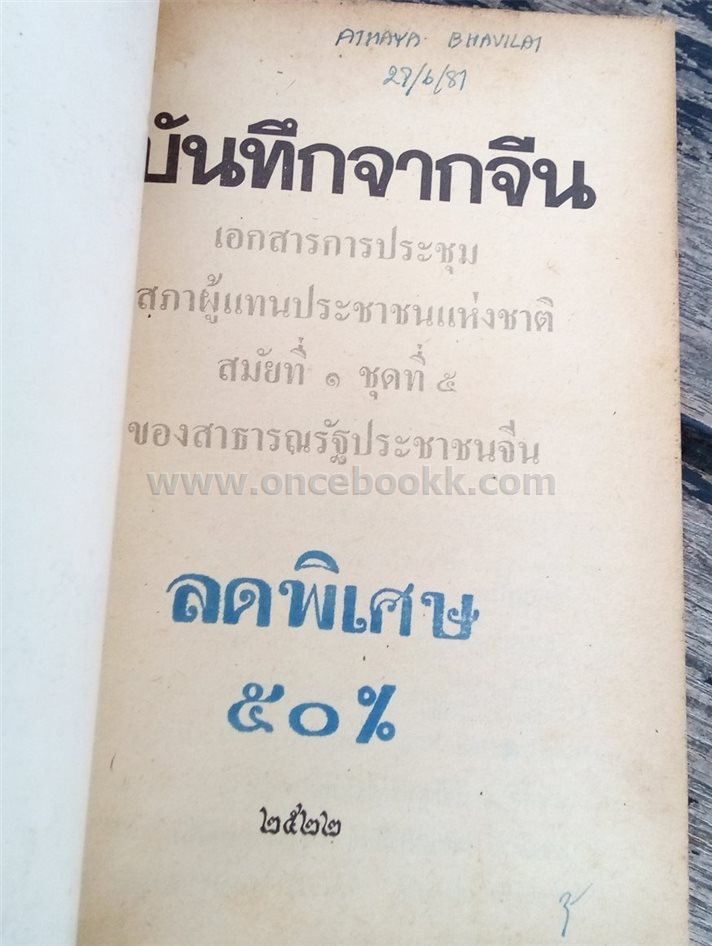 ATMAYA BHAVILAI
29/6/81
บันทึกจากจีน
เอกสารการประชุม
สภาผู้แทนประชาชนแห่งชาติ
สมัยที่ ๑ ชุดที่ ๕
ของสาธารณรัฐประชาชนจีน
www.oncebookk.com
ลดพิเศษ
๕๐%
๒๕๒๒